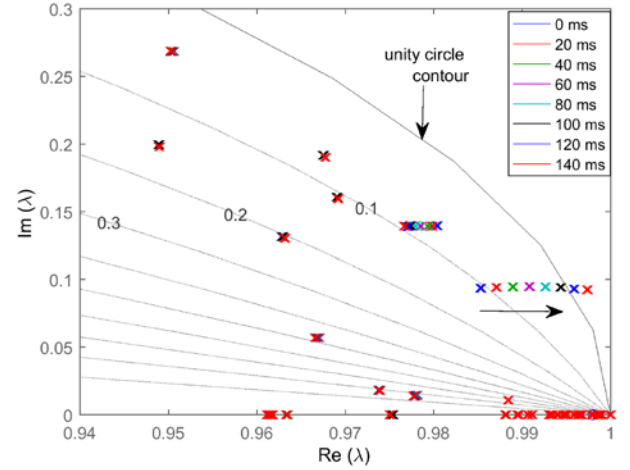 0.3
0.25
0.2
0.15
0.1
0.05
0
Im (λ)
unity circle
contour
0 ms
20 ms
40 ms
60 ms
80 ms
100 ms
120 ms
140 ms
0.3
0.2
0.1
0.94
0.95
0.96
0.97
0.98
0.99
1
Re (λ)